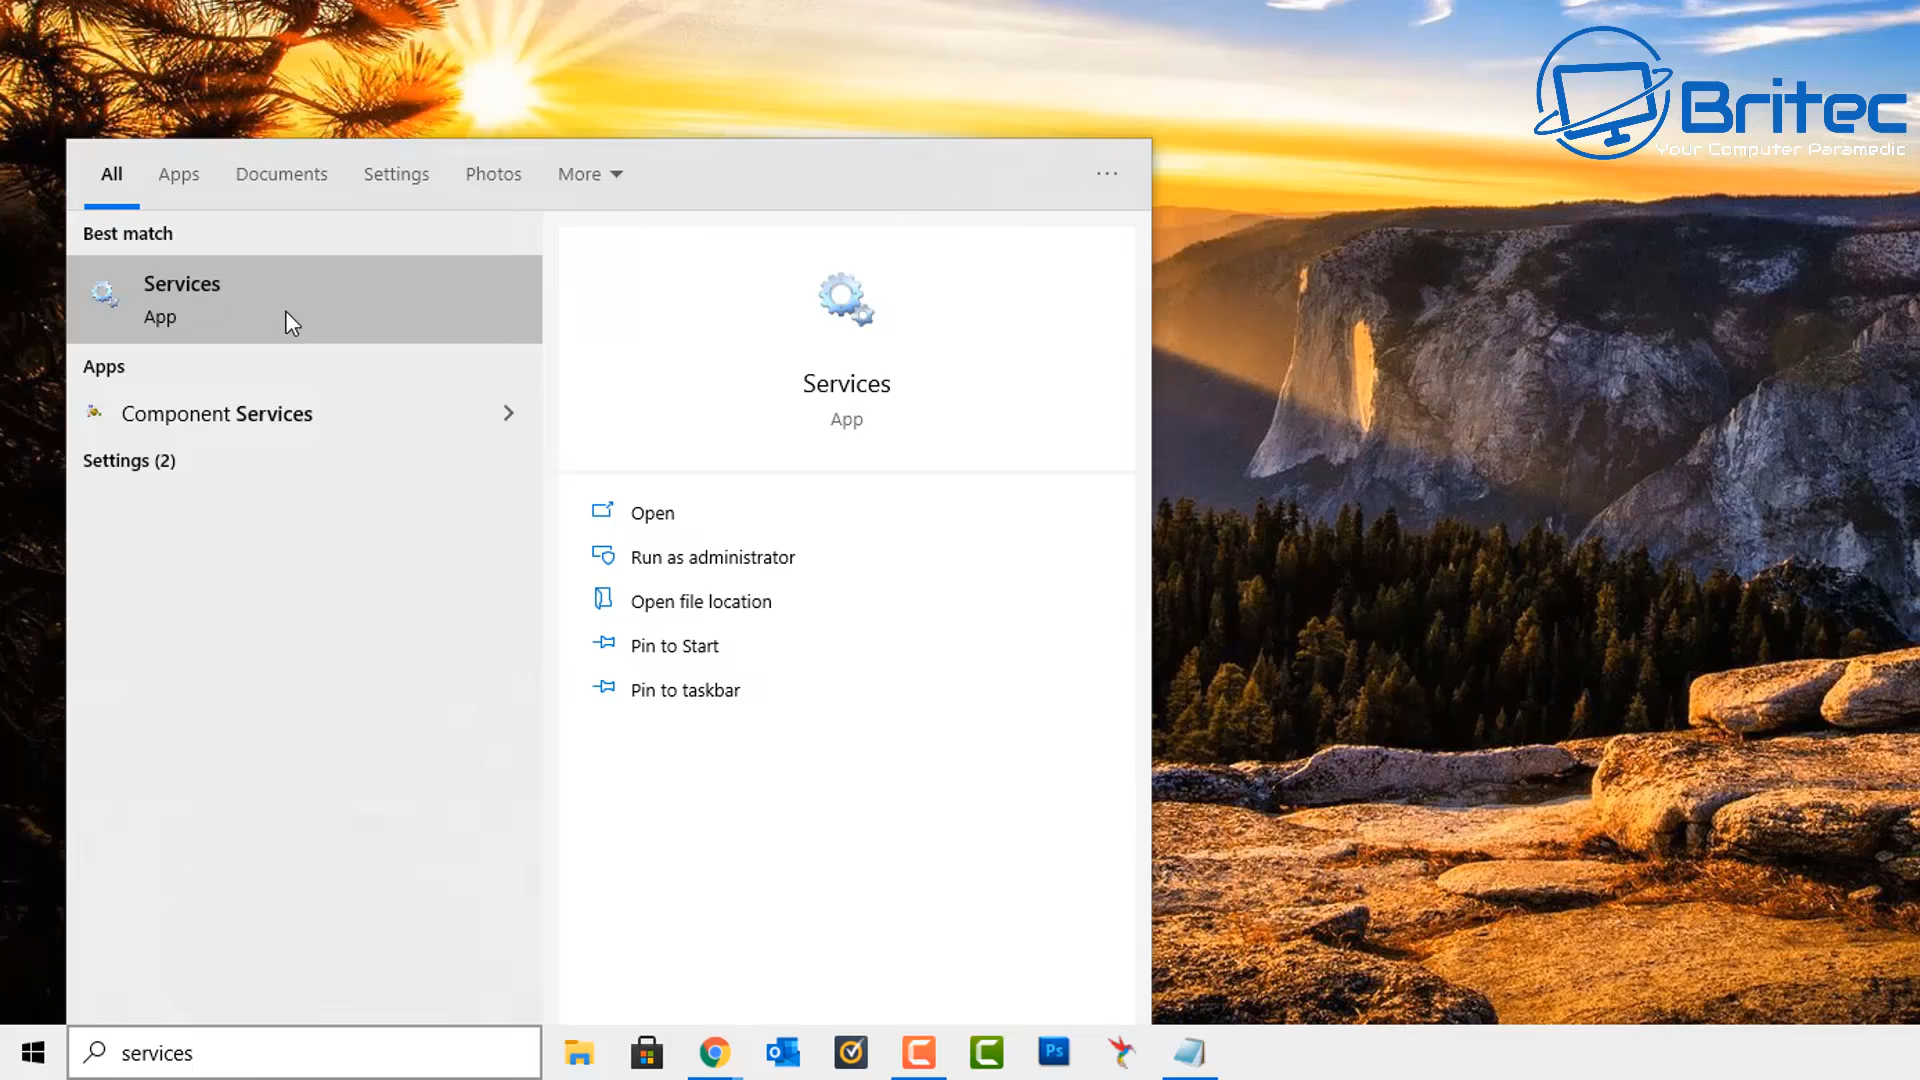 Britec
Your Computer Paramedic
All Apps Documents Settings Photos More ...
Best match
Services
App
Apps
Component Services
Settings (2)
Services
App
Open
Run as administrator
Open file location
Pin to Start
Pin to taskbar
services
Ps